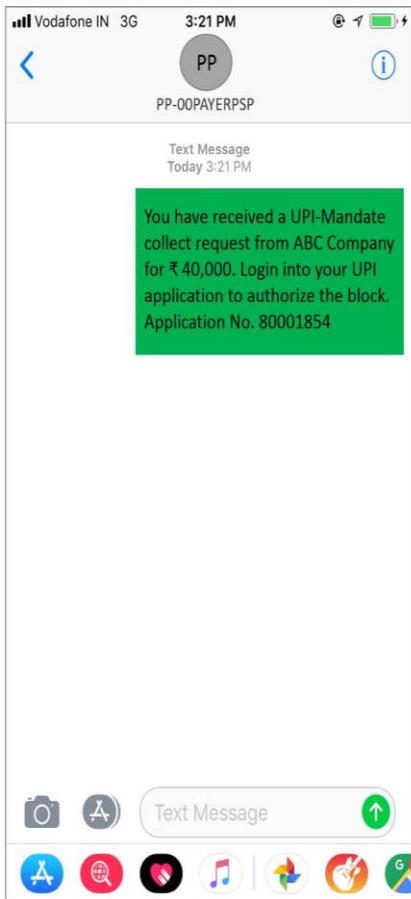 Vodafone IN 3G 3:21 PM
PP
PP-00PAYERPSP
Text Message
Today 3:21 PM
You have received a UPI-Mandate
collect request from ABC Company
for ₹ 40,000. Login into your UPI
application to authorize the block.
Application No. 80001854
Text Message
G